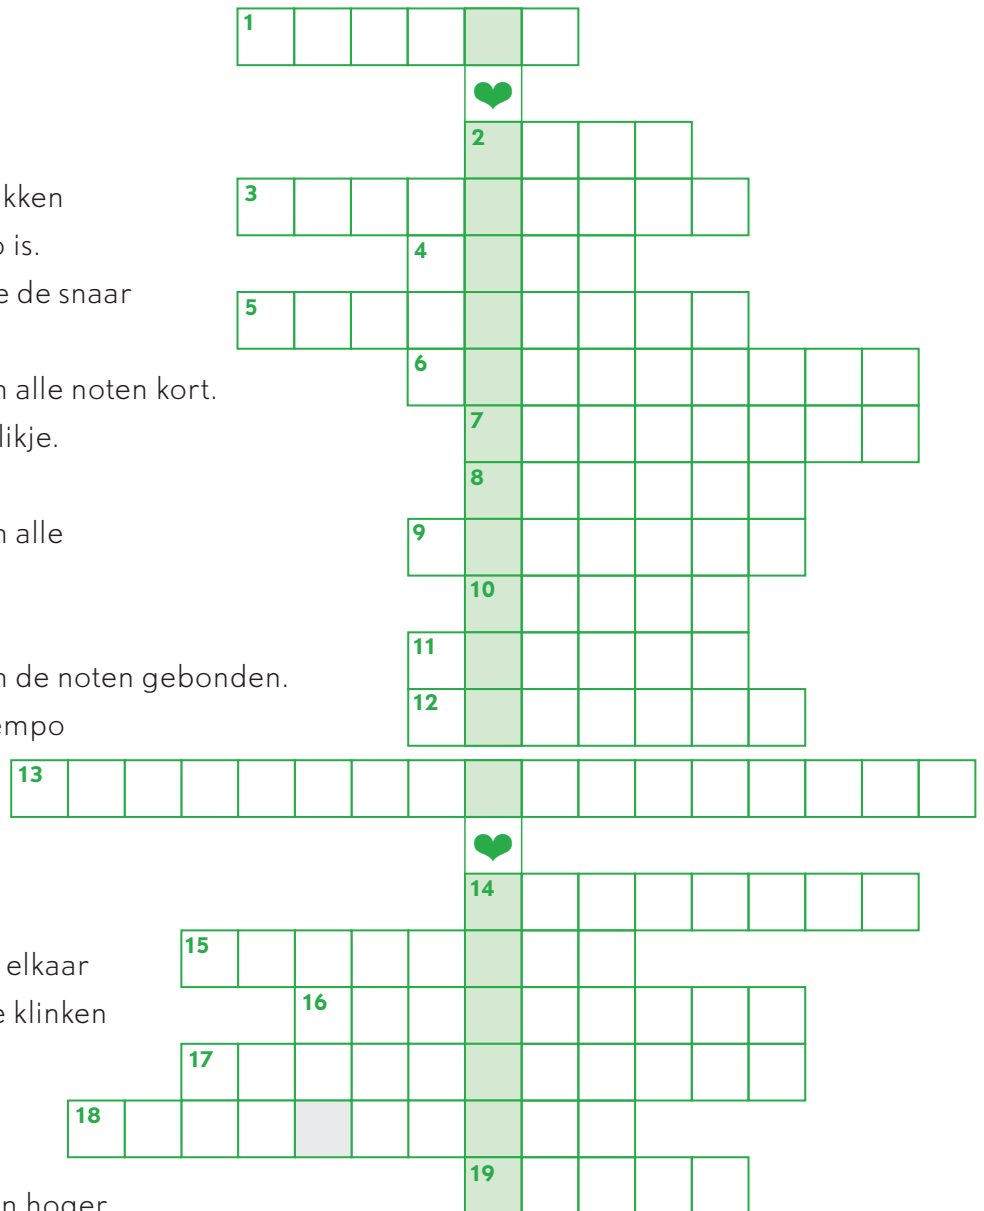 1
2
3
kken
is.
4
e de snaar
5
6
alle noten kort.
7
likje.
8
9
alle
10
11
de noten gebonden.
12
empo
13
14
15
elkaar
16
e klinken
17
18
19
n hoger